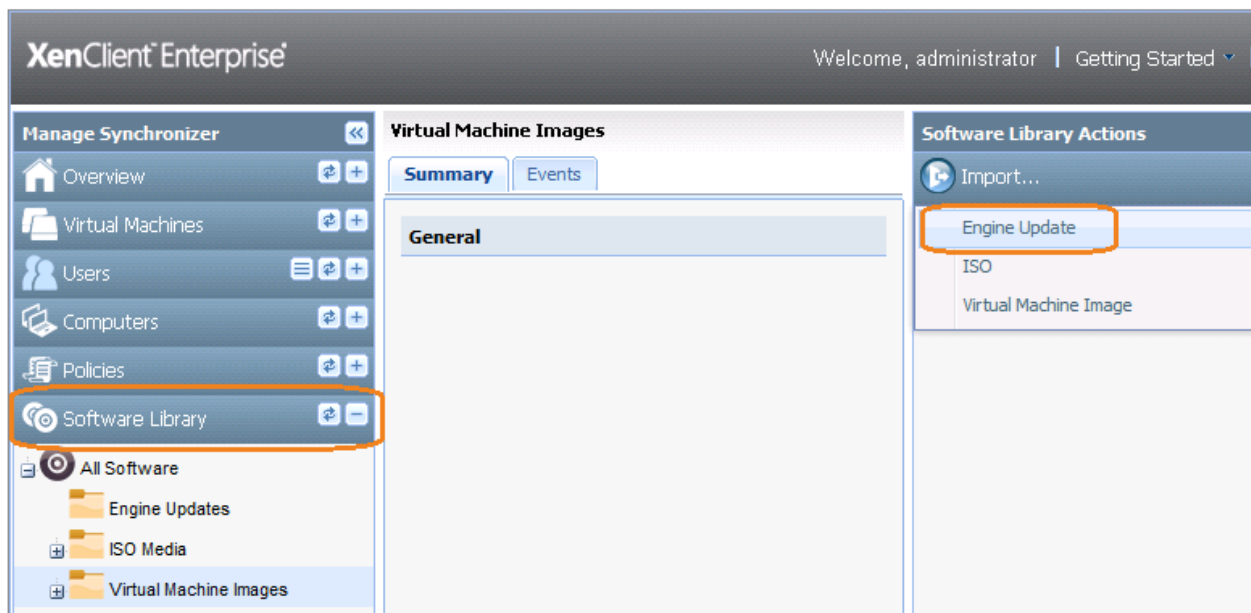 XenClient Enterprise
Welcome, administrator | Getting Started
Manage Synchronizer
Overview
Virtual Machines
Users
Computers
Policies
Software Library
All Software
Engine Updates
ISO Media
Virtual Machine Images
Virtual Machine Images
Summary
Events
General
Software Library Actions
Import...
Engine Update
ISO
Virtual Machine Image